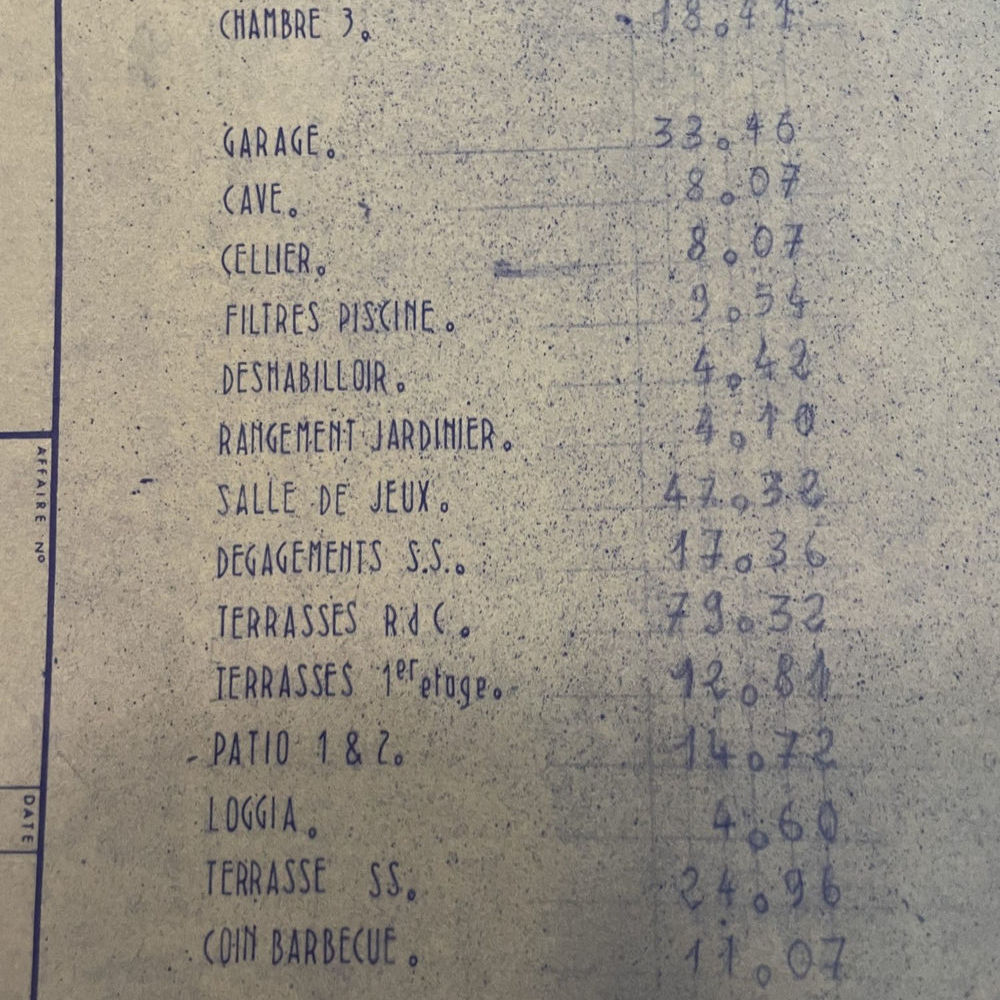 CHAMBRE 3. 18.41
GARAGE. 33.46
CAVE. 8.07
CELLIER. 8.07
FILTRES PISCINE. 9.54
DESHABILLOIR. 4.42
RANGEMENT JARDINIER. 4.10
SALLE DE JEUX. 47.32
DEGAGEMENTS S.S.. 17.36
TERRASSES RdC. 79.32
TERRASSES 1er etage. 12.81
PATIO 1 & 2. 14.72
LOGGIA. 4.60
TERRASSE SS. 24.96
COIN BARBECUE. 11.07
AFFAIRE Nº
DATE